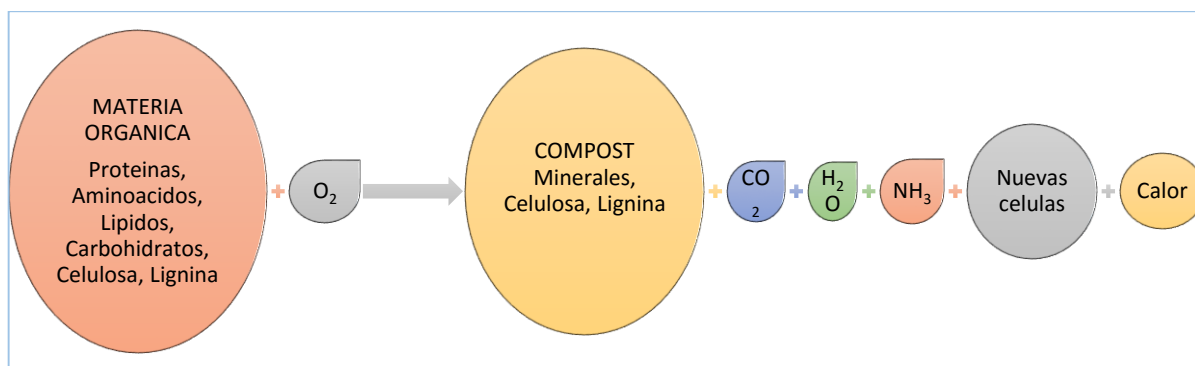 MATERIA
ORGANICA
Proteinas,
Aminoacidos,
Lipidos,
Carbohidratos,
Celulosa, Lignina
+
O₂
COMPOST
Minerales,
Celulosa, Lignina
+
CO
₂
+
H₂
O
+
NH₃
+
Nuevas
celulas
+
Calor